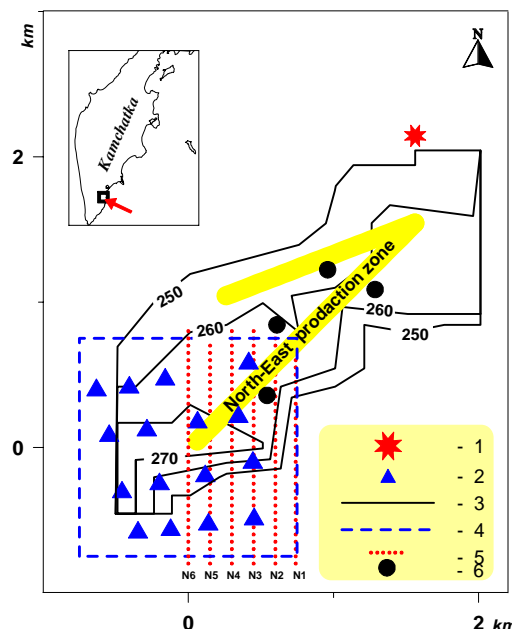 km
N
Kamchatka
2
250
260
North-East prodaction zone
260
250
270
0
- 1
- 2
- 3
- 4
- 5
- 6
N6 N5 N4 N3 N2 N1
0
2 km